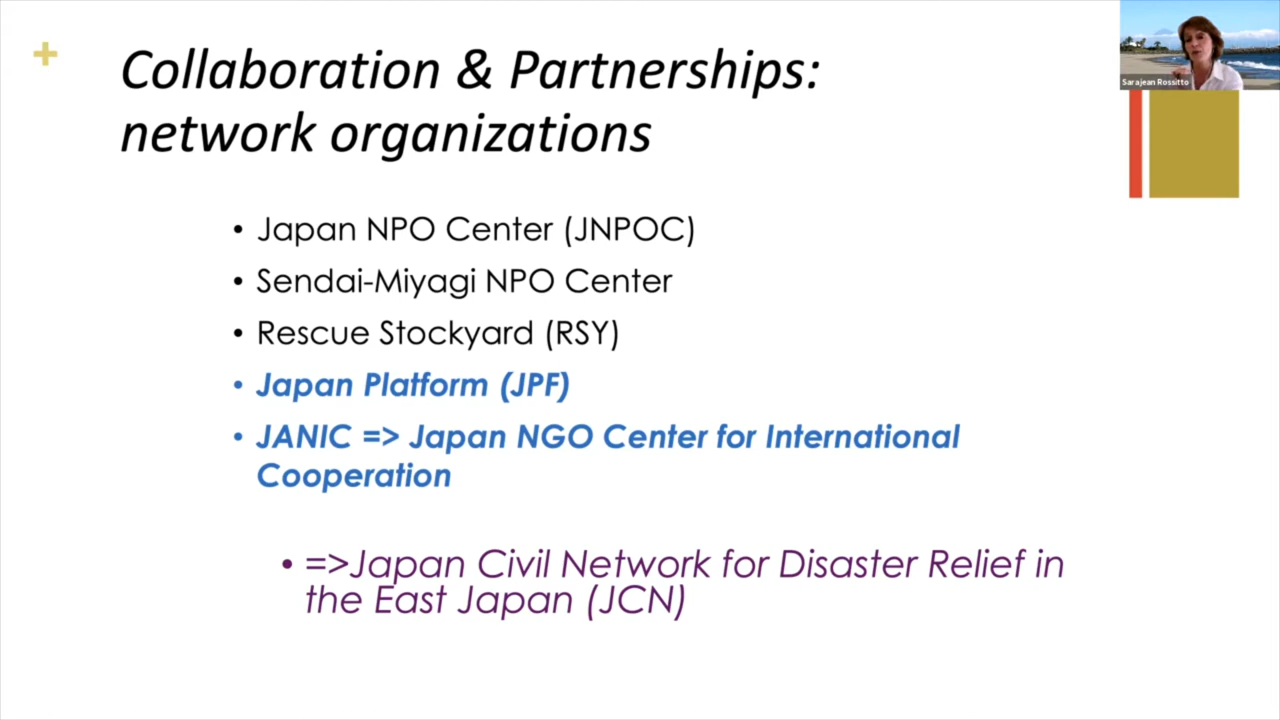 +
Collaboration & Partnerships:
network organizations
Sarajean Rossitto
• Japan NPO Center (JNPOC)
• Sendai-Miyagi NPO Center
• Rescue Stockyard (RSY)
• Japan Platform (JPF)
• JANIC => Japan NGO Center for International
Cooperation
• =>Japan Civil Network for Disaster Relief in
the East Japan (JCN)